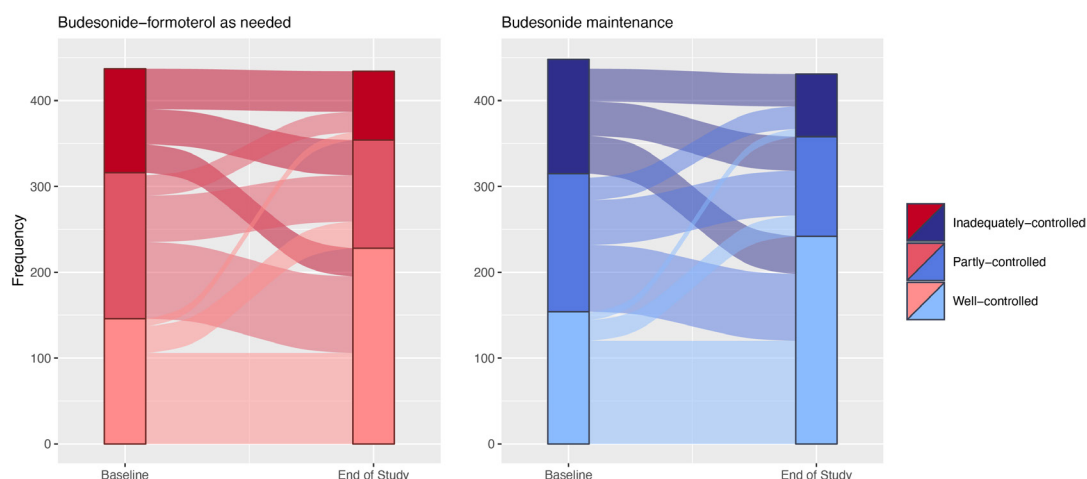 Budesonide−formoterol as needed
Budesonide maintenance
Frequency
400
300
200
100
0
Baseline
End of Study
400
300
200
100
0
Baseline
End of Study
Inadequately−controlled
Partly−controlled
Well−controlled